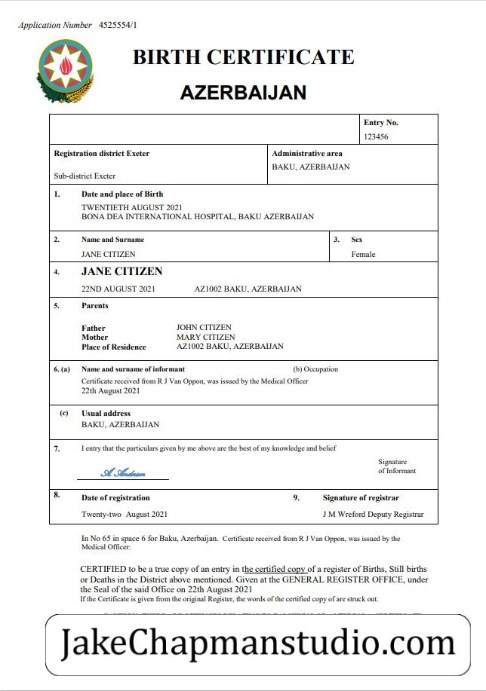 Application Number 4525554/1
BIRTH CERTIFICATE
AZERBAIJAN
Entry No.
123456
Registration district Exeter
Sub-district Exeter
Administrative area
BAKU, AZERBAIJAN
1. Date and place of Birth
TWENTIETH AUGUST 2021
BONA DEA INTERNATIONAL HOSPITAL, BAKU AZERBAIJAN
2. Name and Surname
JANE CITIZEN
3. Sex
Female
4. JANE CITIZEN
22ND AUGUST 2021 AZ1002 BAKU, AZERBAIJAN
5. Parents
Father JOHN CITIZEN
Mother MARY CITIZEN
Place of Residence AZ1002 BAKU, AZERBAIJAN
6. (a) Name and surname of informant (b) Occupation
Certificate received from R J Van Oppon, was issued by the Medical Officer
22th August 2021
(c) Usual address
BAKU, AZERBAIJAN
7. I entry that the particulars given by me above are the best of my knowledge and belief
Signature
of Informant
8. Date of registration
Twenty-two August 2021
9. Signature of registrar
J M Wreford Deputy Registrar
In No 65 in space 6 for Baku, Azerbaijan. Certificate received from R J Van Oppon, was issued by the
Medical Officer:
CERTIFIED to be a true copy of an entry in the certified copy of a register of Births, Still births
or Deaths in the District above mentioned. Given at the GENERAL REGISTER OFFICE, under
the Seal of the said Office on 22th August 2021
If the Certificate is given from the original Register, the words of the certified copy of are struck out.
JakeChapmanstudio.com